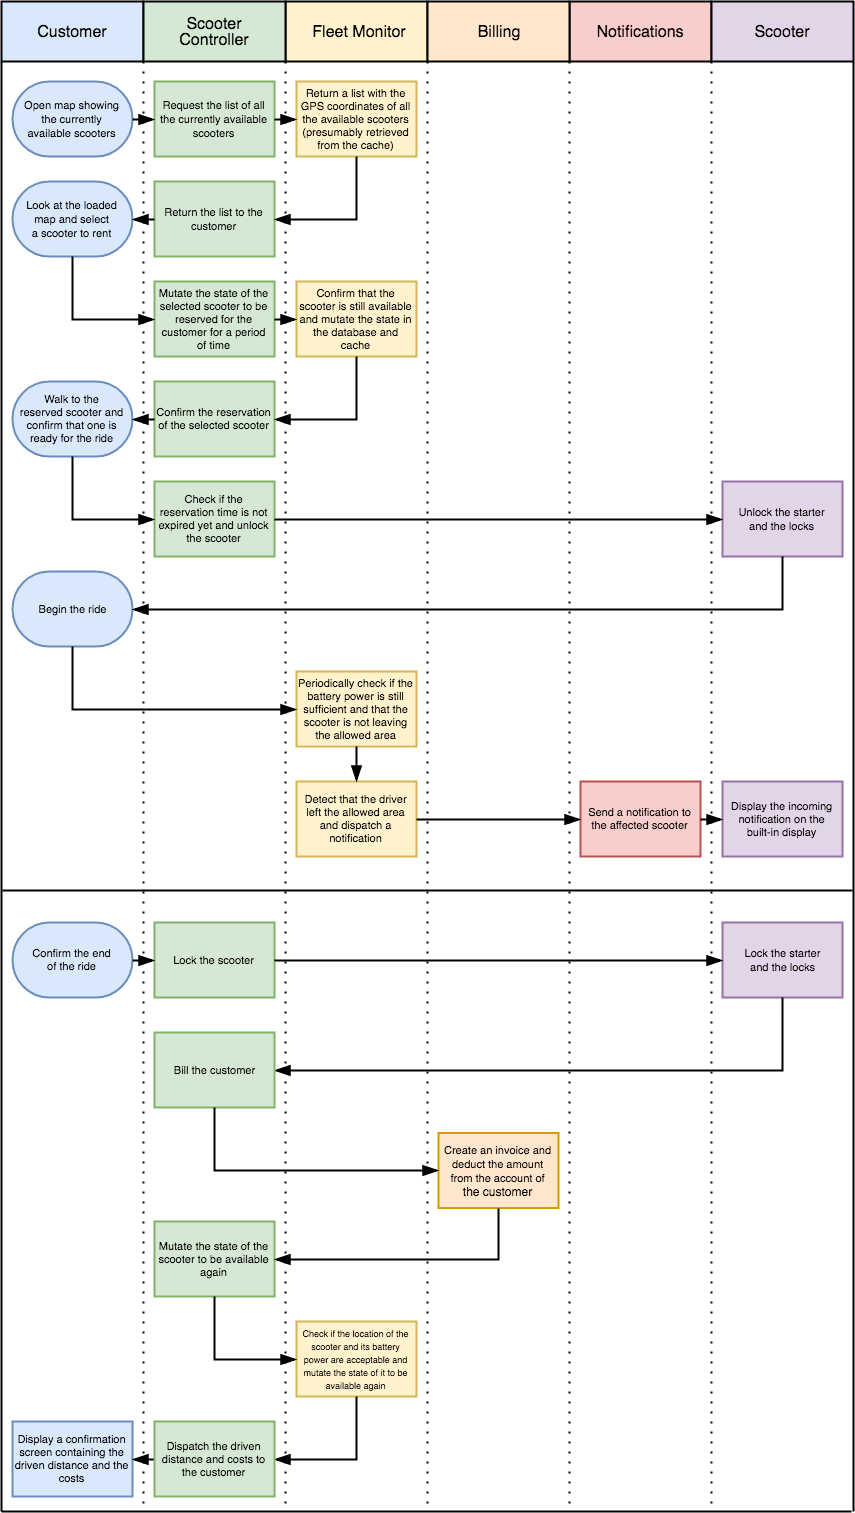 Customer
Scooter
Controller
Fleet Monitor
Billing
Notifications
Scooter
Open map showing
the currently
available scooters
Request the list of all
the currently available
scooters
Return a list with the
GPS coordinates of all
the available scooters
(presumably retrieved
from the cache)
Look at the loaded
map and select
a scooter to rent
Return the list to the
customer
Mutate the state of the
selected scooter to be
reserved for the
customer for a period
of time
Confirm that the
scooter is still available
and mutate the state in
the database and
cache
Walk to the
reserved scooter and
confirm that one is
ready for the ride
Confirm the reservation
of the selected scooter
Check if the
reservation time is not
expired yet and unlock
the scooter
Unlock the starter
and the locks
Begin the ride
Periodically check if the
battery power is still
sufficient and that the
scooter is not leaving
the allowed area
Detect that the driver
left the allowed area
and dispatch a
notification
Send a notification to
the affected scooter
Display the incoming
notification on the
built-in display
Confirm the end
of the ride
Lock the scooter
Lock the starter
and the locks
Bill the customer
Create an invoice and
deduct the amount
from the account of
the customer
Mutate the state of the
scooter to be available
again
Check if the location of the
scooter and its battery
power are acceptable and
mutate the state of it to be
available again
Display a confirmation
screen containing the
driven distance and the
costs
Dispatch the driven
distance and costs to
the customer